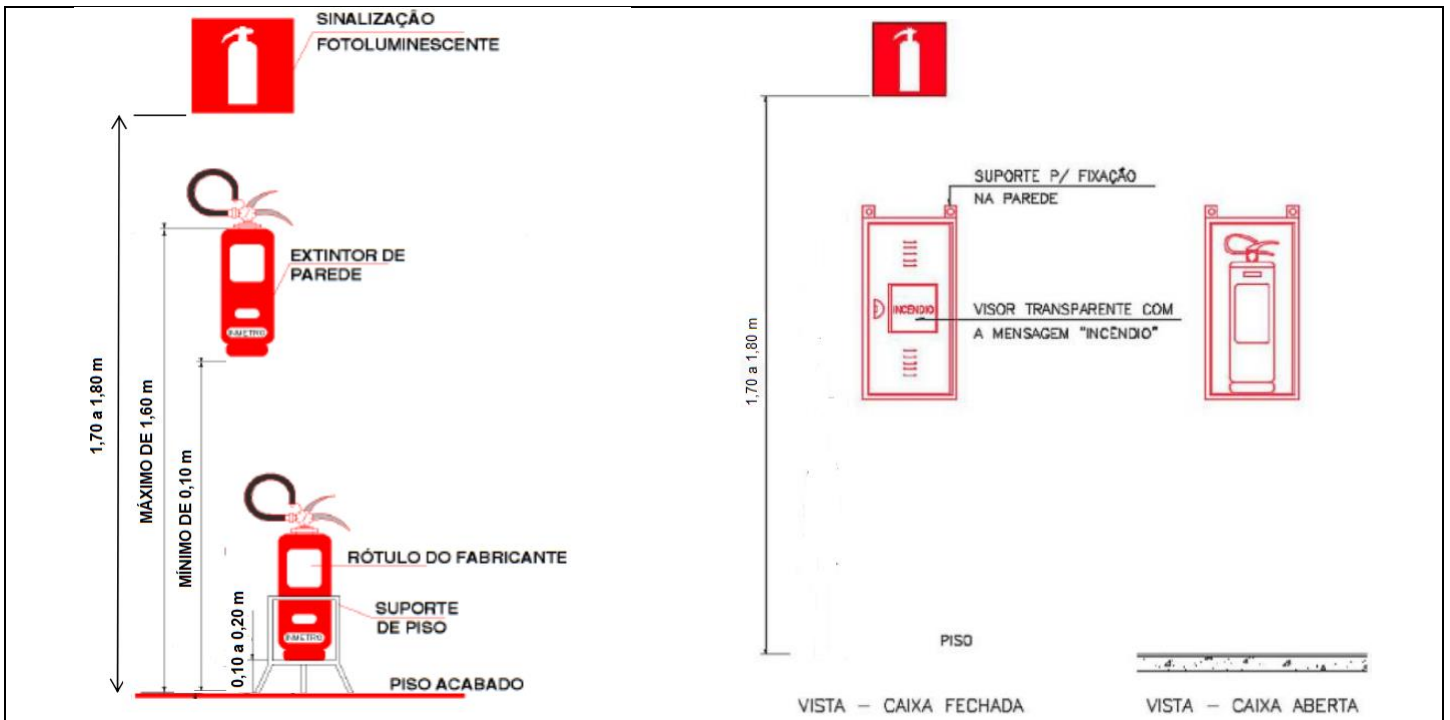 SINALIZAÇÃO
FOTOLUMINESCENTE
1,70 a 1,80 m
MÁXIMO DE 1,60 m
MÍNIMO DE 0,10 m
EXTINTOR DE
PAREDE
INMETRO
0,10 a 0,20 m
RÓTULO DO FABRICANTE
SUPORTE
DE PISO
INMETRO
PISO ACABADO
1,70 a 1,80 m
SUPORTE P/ FIXAÇÃO
NA PAREDE
INCÊNDIO
VISOR TRANSPARENTE COM
A MENSAGEM "INCÊNDIO"
PISO
VISTA – CAIXA FECHADA
VISTA – CAIXA ABERTA